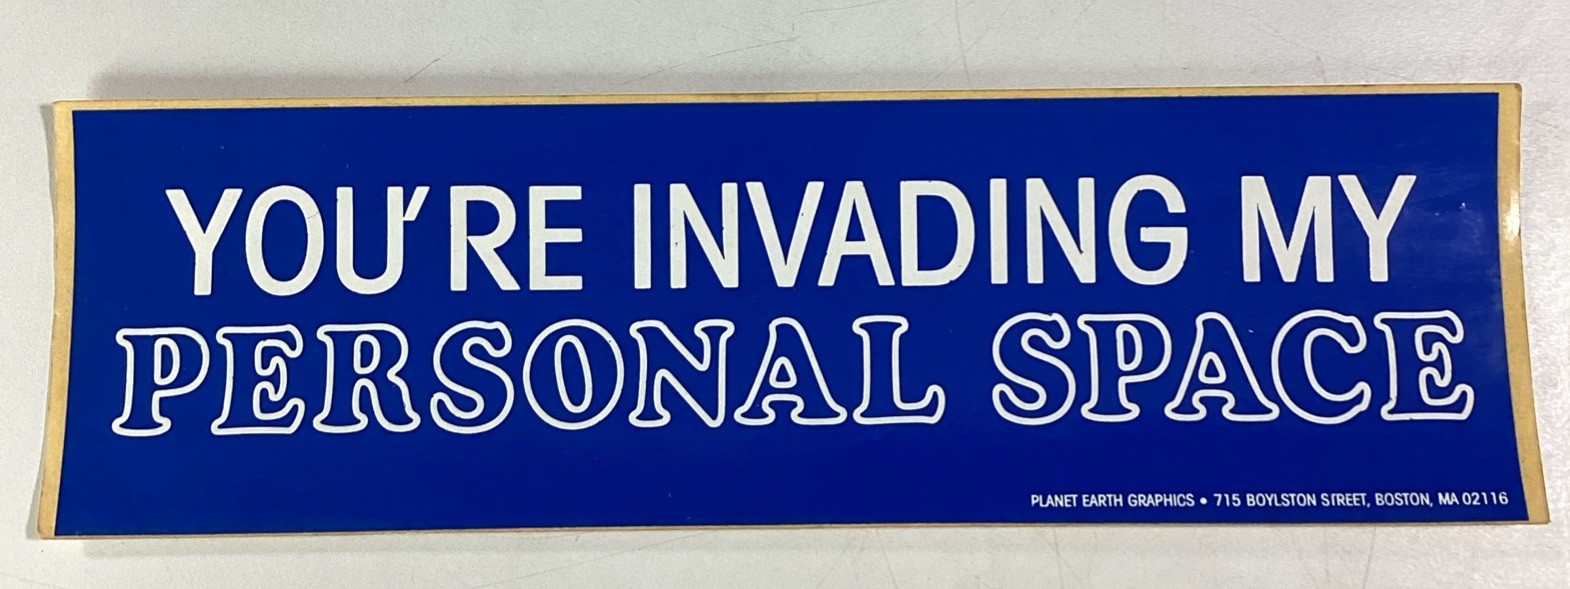 YOU'RE INVADING MY
PERSONAL SPACE
PLANET EARTH GRAPHICS • 715 BOYLSTON STREET, BOSTON, MA 02116